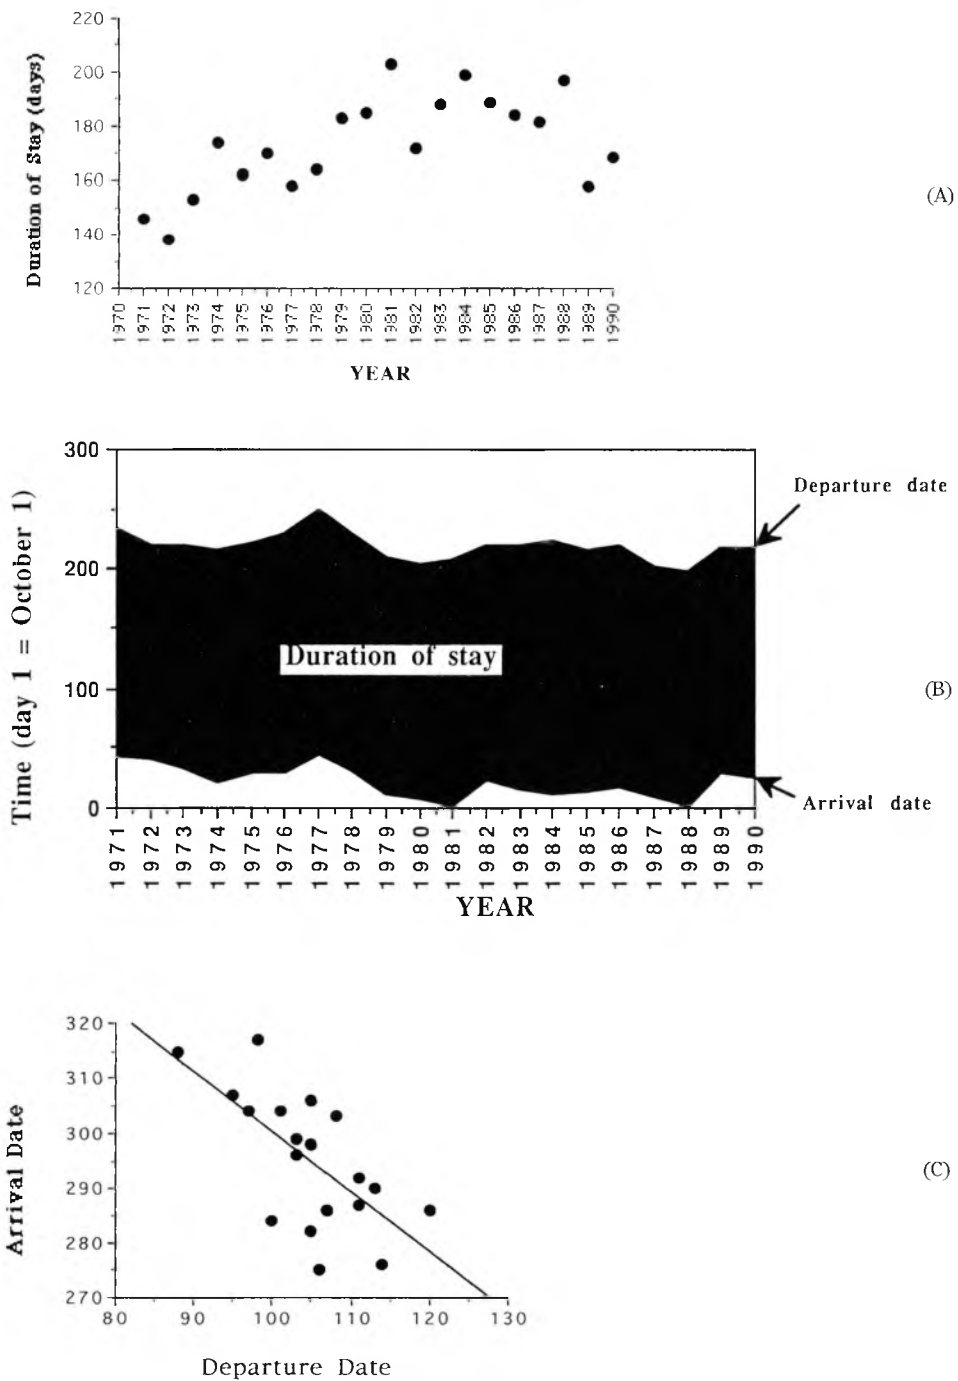 220
200
180
160
140
120
Duration of Stay (days)
1970 1971 1972 1973 1974 1975 1976 1977 1978 1979 1980 1981 1982 1983 1984 1985 1986 1987 1988 1989 1990
YEAR
(A)
300
200
100
0
Time (day 1 = October 1)
Departure date
Duration of stay
Arrival date
1971 1972 1973 1974 1975 1976 1977 1978 1979 1980 1981 1982 1983 1984 1985 1986 1987 1988 1989 1990
YEAR
(B)
320
310
300
290
280
270
Arrival Date
80 90 100 110 120 130
Departure Date
(C)